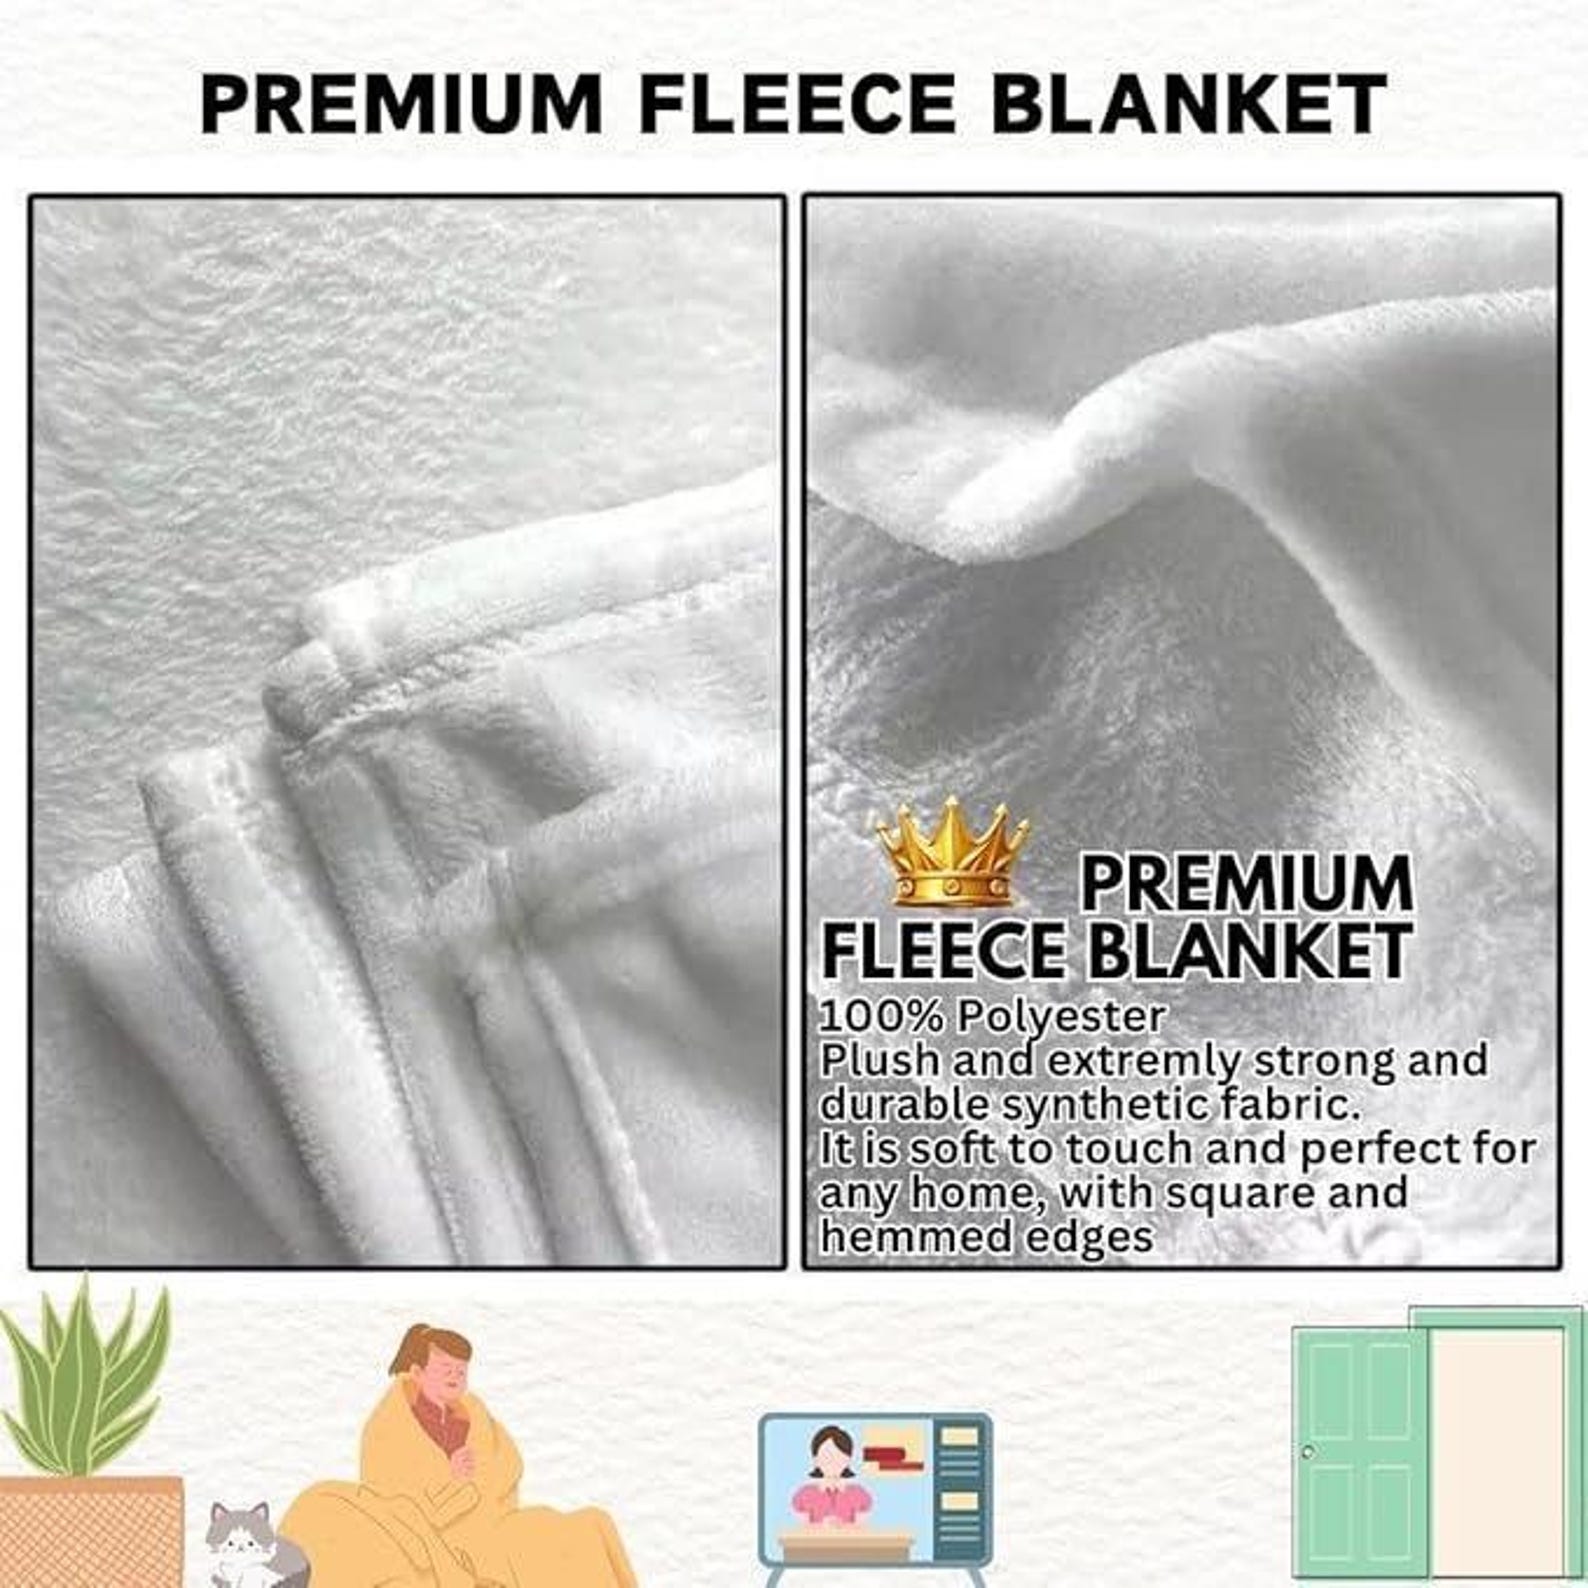 PREMIUM FLEECE BLANKET
PREMIUM
FLEECE BLANKET
100% Polyester
Plush and extremly strong and
durable synthetic fabric.
It is soft to touch and perfect for
any home, with square and
hemmed edges